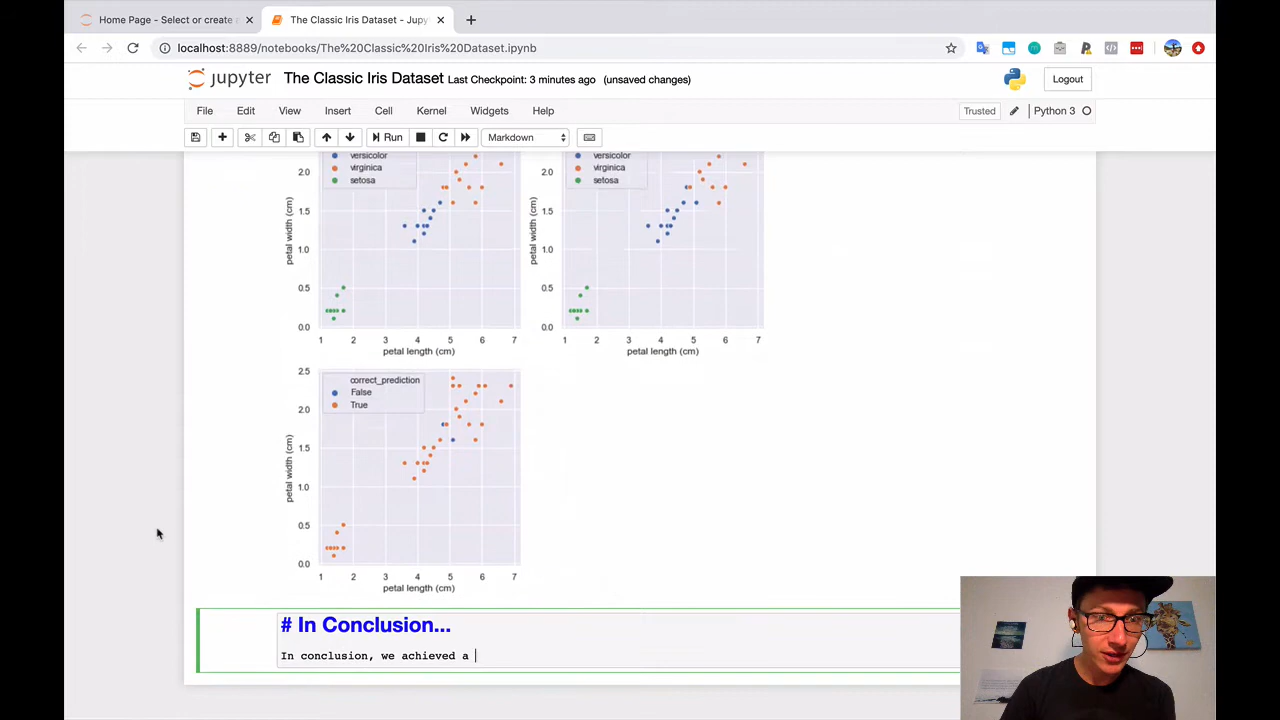 Home Page - Select or create a
The Classic Iris Dataset - Jupy
localhost:8889/notebooks/The%20Classic%20Iris%20Dataset.ipynb
jupyter The Classic Iris Dataset Last Checkpoint: 3 minutes ago (unsaved changes)
Logout
File Edit View Insert Cell Kernel Widgets Help
Trusted Python 3
Run Markdown
versicolor
virginica
setosa
2.0
1.5
1.0
0.5
0.0
petal width (cm)
1 2 3 4 5 6 7
petal length (cm)
versicolor
virginica
setosa
2.0
1.5
1.0
0.5
0.0
petal width (cm)
1 2 3 4 5 6 7
petal length (cm)
correct_prediction
False
True
2.5
2.0
1.5
1.0
0.5
0.0
petal width (cm)
1 2 3 4 5 6 7
petal length (cm)
# In Conclusion...
In conclusion, we achieved a